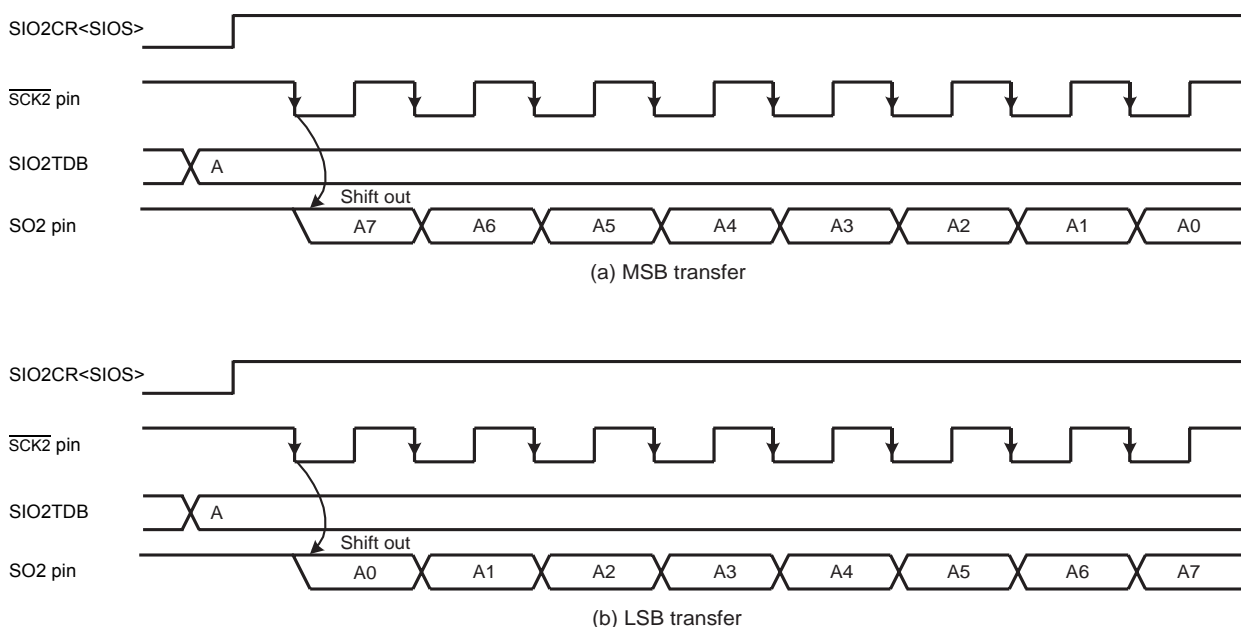 SIO2CR<SIOS>
SCK2 pin
SIO2TDB
A
Shift out
SO2 pin
A7 A6 A5 A4 A3 A2 A1 A0
(a) MSB transfer
SIO2CR<SIOS>
SCK2 pin
SIO2TDB
A
Shift out
SO2 pin
A0 A1 A2 A3 A4 A5 A6 A7
(b) LSB transfer